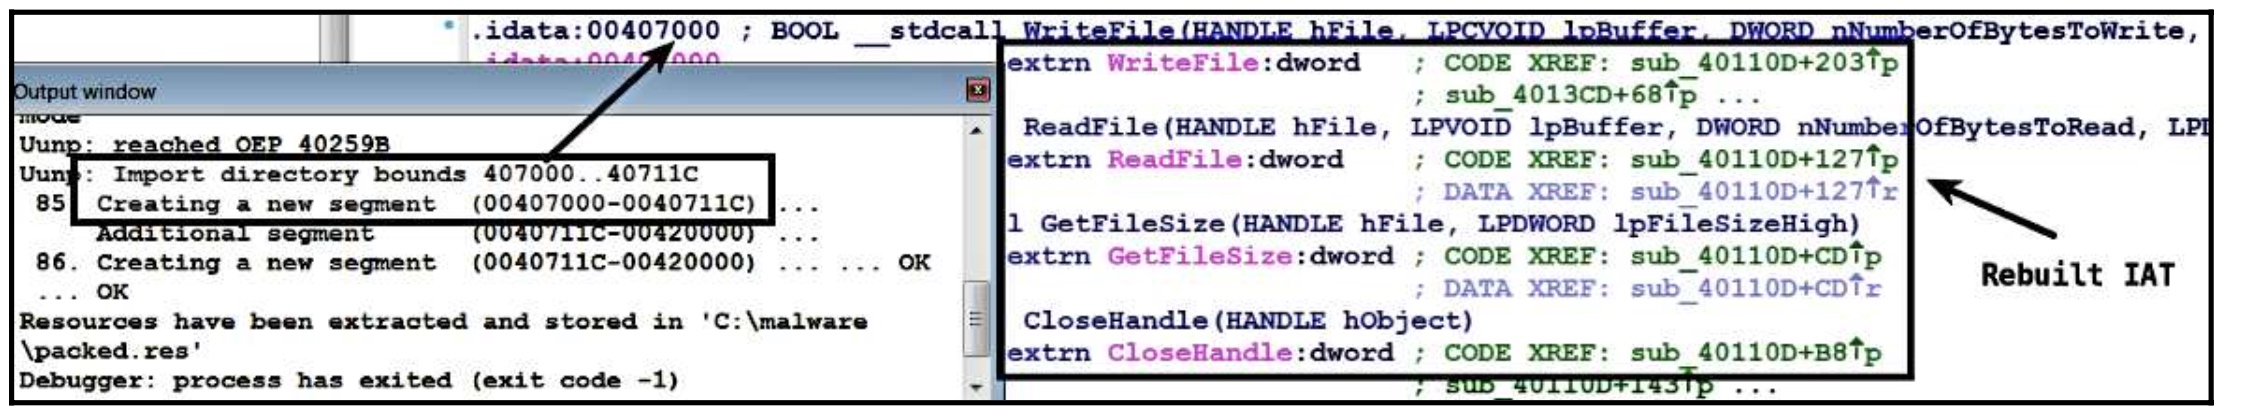 .idata:00407000 ; BOOL __stdcall WriteFile(HANDLE hFile, LPCVOID lpBuffer, DWORD nNumberOfBytesToWrite,
.idata:00407000
extrn WriteFile:dword ; CODE XREF: sub_40110D+203↑p
; sub_4013CD+68↑p ...
ReadFile(HANDLE hFile, LPVOID lpBuffer, DWORD nNumberOfBytesToRead, LPD
extrn ReadFile:dword ; CODE XREF: sub_40110D+127↑p
; DATA XREF: sub_40110D+127↑r
l GetFileSize(HANDLE hFile, LPDWORD lpFileSizeHigh)
extrn GetFileSize:dword ; CODE XREF: sub_40110D+CD↑p
; DATA XREF: sub_40110D+CD↑r
CloseHandle(HANDLE hObject)
extrn CloseHandle:dword ; CODE XREF: sub_40110D+B8↑p
; sub_40110D+143↑p ...
Rebuilt IAT
Output window
mode
Uunp: reached OEP 40259B
Uunp: Import directory bounds 407000..40711C
85. Creating a new segment (00407000-0040711C) ...
Additional segment (0040711C-00420000) ...
86. Creating a new segment (0040711C-00420000) ... ... OK
... OK
Resources have been extracted and stored in 'C:\malware
\packed.res'
Debugger: process has exited (exit code -1)